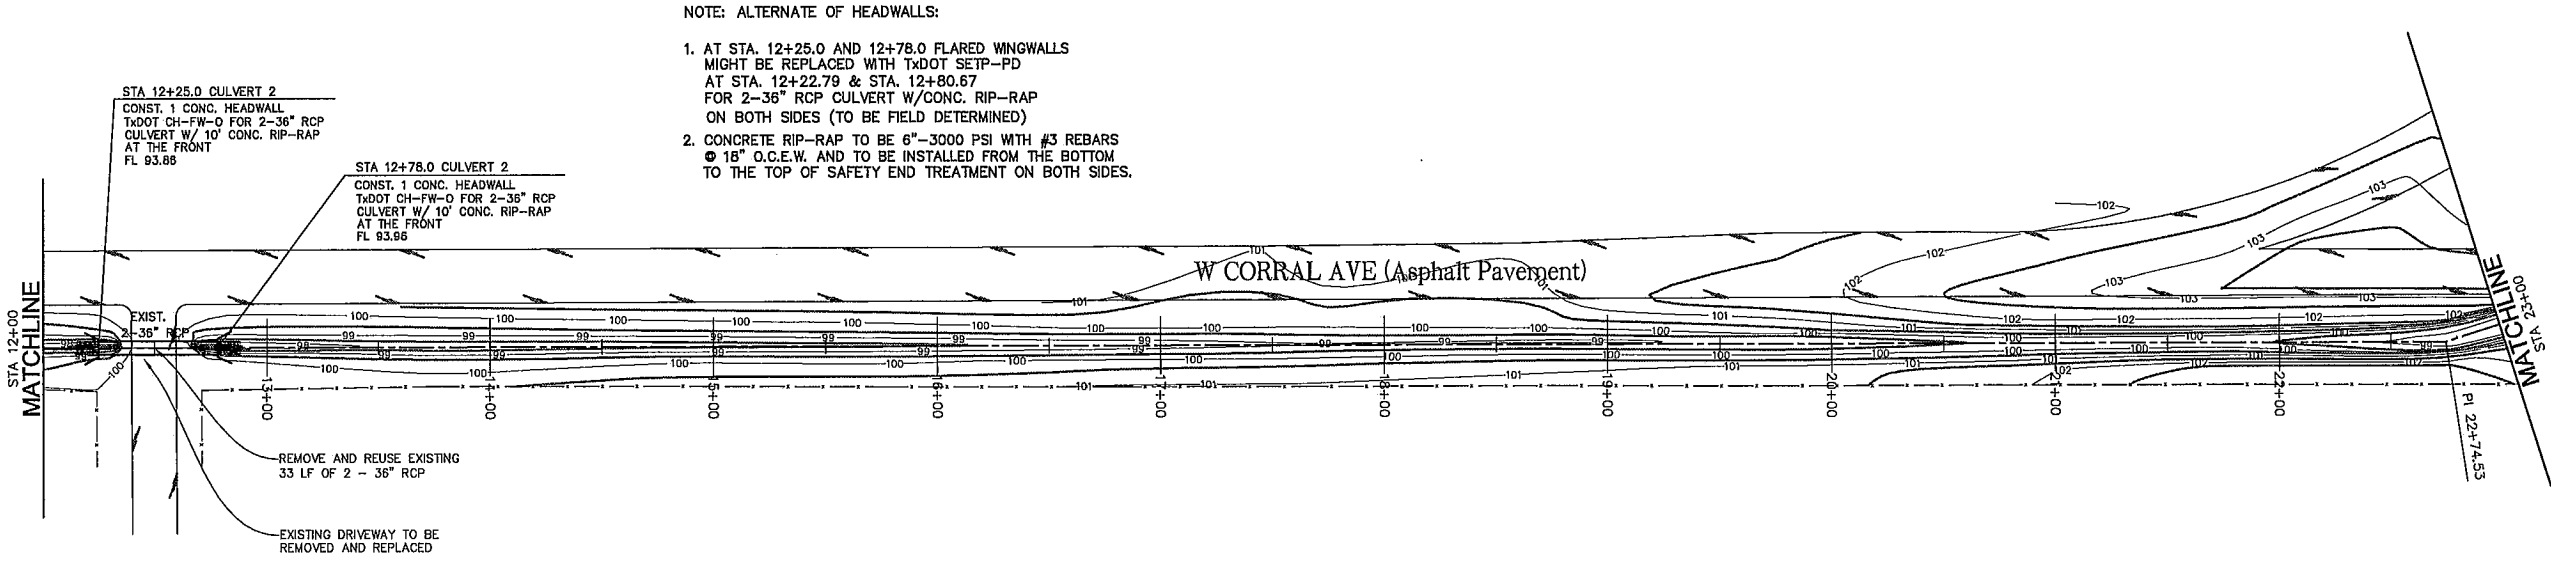 NOTE: ALTERNATE OF HEADWALLS:
1. AT STA. 12+25.0 AND 12+78.0 FLARED WINGWALLS
MIGHT BE REPLACED WITH TxDOT SETP-PD
AT STA. 12+22.79 & STA. 12+80.67
FOR 2-36" RCP CULVERT W/CONC. RIP-RAP
ON BOTH SIDES (TO BE FIELD DETERMINED)
2. CONCRETE RIP-RAP TO BE 6"-3000 PSI WITH #3 REBARS
@ 18" O.C.E.W. AND TO BE INSTALLED FROM THE BOTTOM
TO THE TOP OF SAFETY END TREATMENT ON BOTH SIDES.
STA 12+25.0 CULVERT 2
CONST. 1 CONC. HEADWALL
TxDOT CH-FW-O FOR 2-36" RCP
CULVERT W/ 10' CONC. RIP-RAP
AT THE FRONT
FL 93.86
STA 12+78.0 CULVERT 2
CONST. 1 CONC. HEADWALL
TxDOT CH-FW-O FOR 2-36" RCP
CULVERT W/ 10' CONC. RIP-RAP
AT THE FRONT
FL 93.96
STA 12+00
MATCHLINE
W CORRAL AVE (Asphalt Pavement)
EXIST.
2-36" RCP
13+00
14+00
15+00
16+00
17+00
18+00
19+00
20+00
21+00
22+00
PI 22+74.53
MATCHLINE
STA 23+00
REMOVE AND REUSE EXISTING
33 LF OF 2 - 36" RCP
EXISTING DRIVEWAY TO BE
REMOVED AND REPLACED